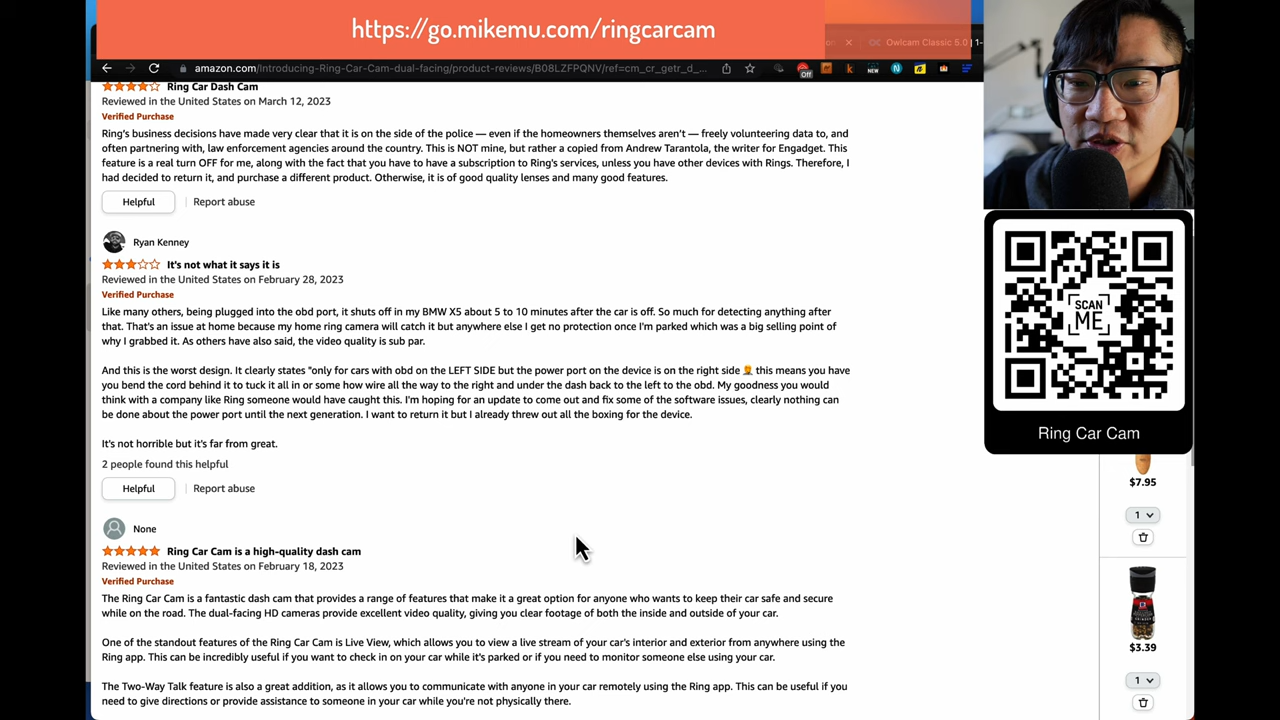 https://go.mikemu.com/ringcarcam
Owlcam Classic 5.0 | 1-
amazon.com/Introducing-Ring-Car-Cam-dual-facing/product-reviews/B08LZFPQNV/ref=cm_cr_getr_d_...
Off
NEW
Ring Car Dash Cam
Reviewed in the United States on March 12, 2023
Verified Purchase
Ring's business decisions have made very clear that it is on the side of the police — even if the homeowners themselves aren't — freely volunteering data to, and
often partnering with, law enforcement agencies around the country. This is NOT mine, but rather a copied from Andrew Tarantola, the writer for Engadget. This
feature is a real turn OFF for me, along with the fact that you have to have a subscription to Ring's services, unless you have other devices with Rings. Therefore, I
had decided to return it, and purchase a different product. Otherwise, it is of good quality lenses and many good features.
Helpful
Report abuse
Ryan Kenney
It's not what it says it is
Reviewed in the United States on February 28, 2023
Verified Purchase
Like many others, being plugged into the obd port, it shuts off in my BMW X5 about 5 to 10 minutes after the car is off. So much for detecting anything after
that. That's an issue at home because my home ring camera will catch it but anywhere else I get no protection once I'm parked which was a big selling point of
why I grabbed it. As others have also said, the video quality is sub par.
And this is the worst design. It clearly states "only for cars with obd on the LEFT SIDE but the power port on the device is on the right side 🤦 this means you have
you bend the cord behind it to tuck it all in or some how wire all the way to the right and under the dash back to the left to the obd. My goodness you would
think with a company like Ring someone would have caught this. I'm hoping for an update to come out and fix some of the software issues, clearly nothing can
be done about the power port until the next generation. I want to return it but I already threw out all the boxing for the device.
It's not horrible but it's far from great.
2 people found this helpful
Helpful
Report abuse
None
Ring Car Cam is a high-quality dash cam
Reviewed in the United States on February 18, 2023
Verified Purchase
The Ring Car Cam is a fantastic dash cam that provides a range of features that make it a great option for anyone who wants to keep their car safe and secure
while on the road. The dual-facing HD cameras provide excellent video quality, giving you clear footage of both the inside and outside of your car.
One of the standout features of the Ring Car Cam is Live View, which allows you to view a live stream of your car's interior and exterior from anywhere using the
Ring app. This can be incredibly useful if you want to check in on your car while it's parked or if you need to monitor someone else using your car.
The Two-Way Talk feature is also a great addition, as it allows you to communicate with anyone in your car remotely using the Ring app. This can be useful if you
need to give directions or provide assistance to someone in your car while you're not physically there.
SCAN
ME
Ring Car Cam
$7.95
1
$3.39
1